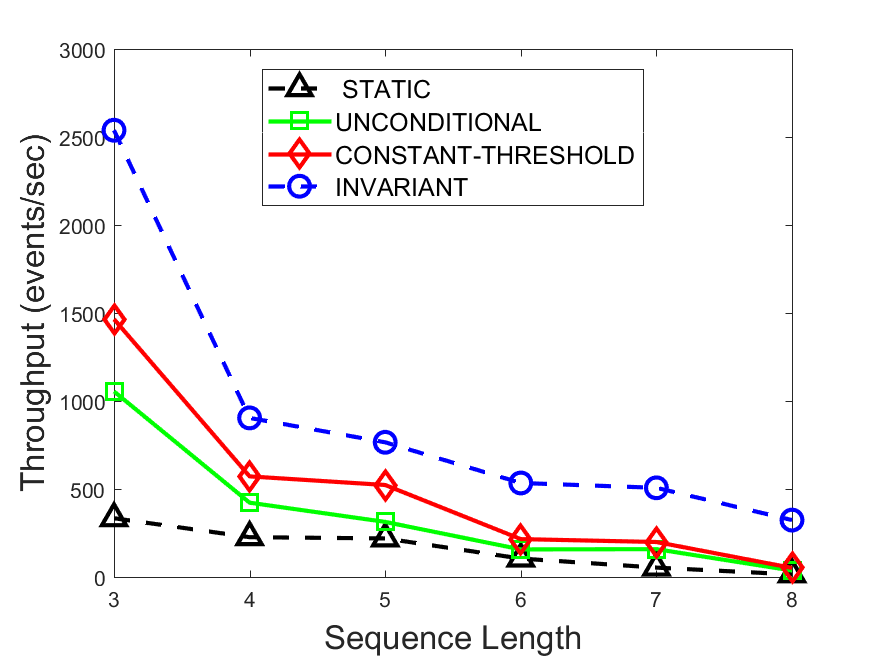 3000
2500
2000
1500
1000
500
0
Throughput (events/sec)
STATIC
UNCONDITIONAL
CONSTANT-THRESHOLD
INVARIANT
3 4 5 6 7 8
Sequence Length